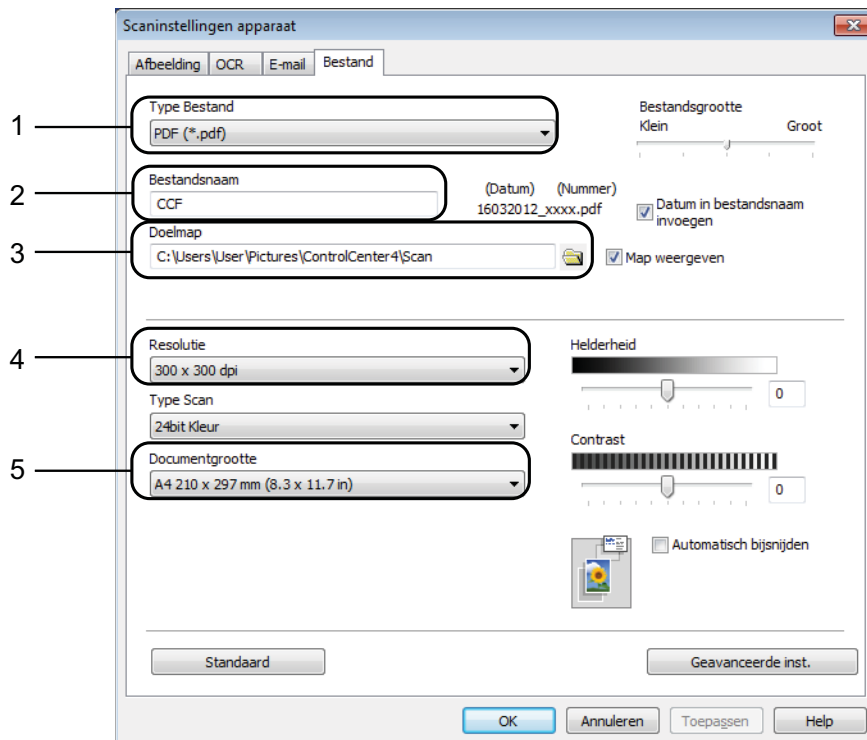 Scaninstellingen apparaat
Afbeelding OCR E-mail Bestand
1
Type Bestand
PDF (*.pdf)
Bestandsgrootte
Klein Groot
2
Bestandsnaam
CCF
(Datum) (Nummer)
16032012_xxxx.pdf
Datum in bestandsnaam
invoegen
3
Doelmap
C:\Users\User\Pictures\ControlCenter4\Scan
Map weergeven
4
Resolutie
300 x 300 dpi
Helderheid
0
Type Scan
24bit Kleur
Contrast
0
5
Documentgrootte
A4 210 x 297 mm (8.3 x 11.7 in)
Automatisch bijsnijden
Standaard
Geavanceerde inst.
OK Annuleren Toepassen Help